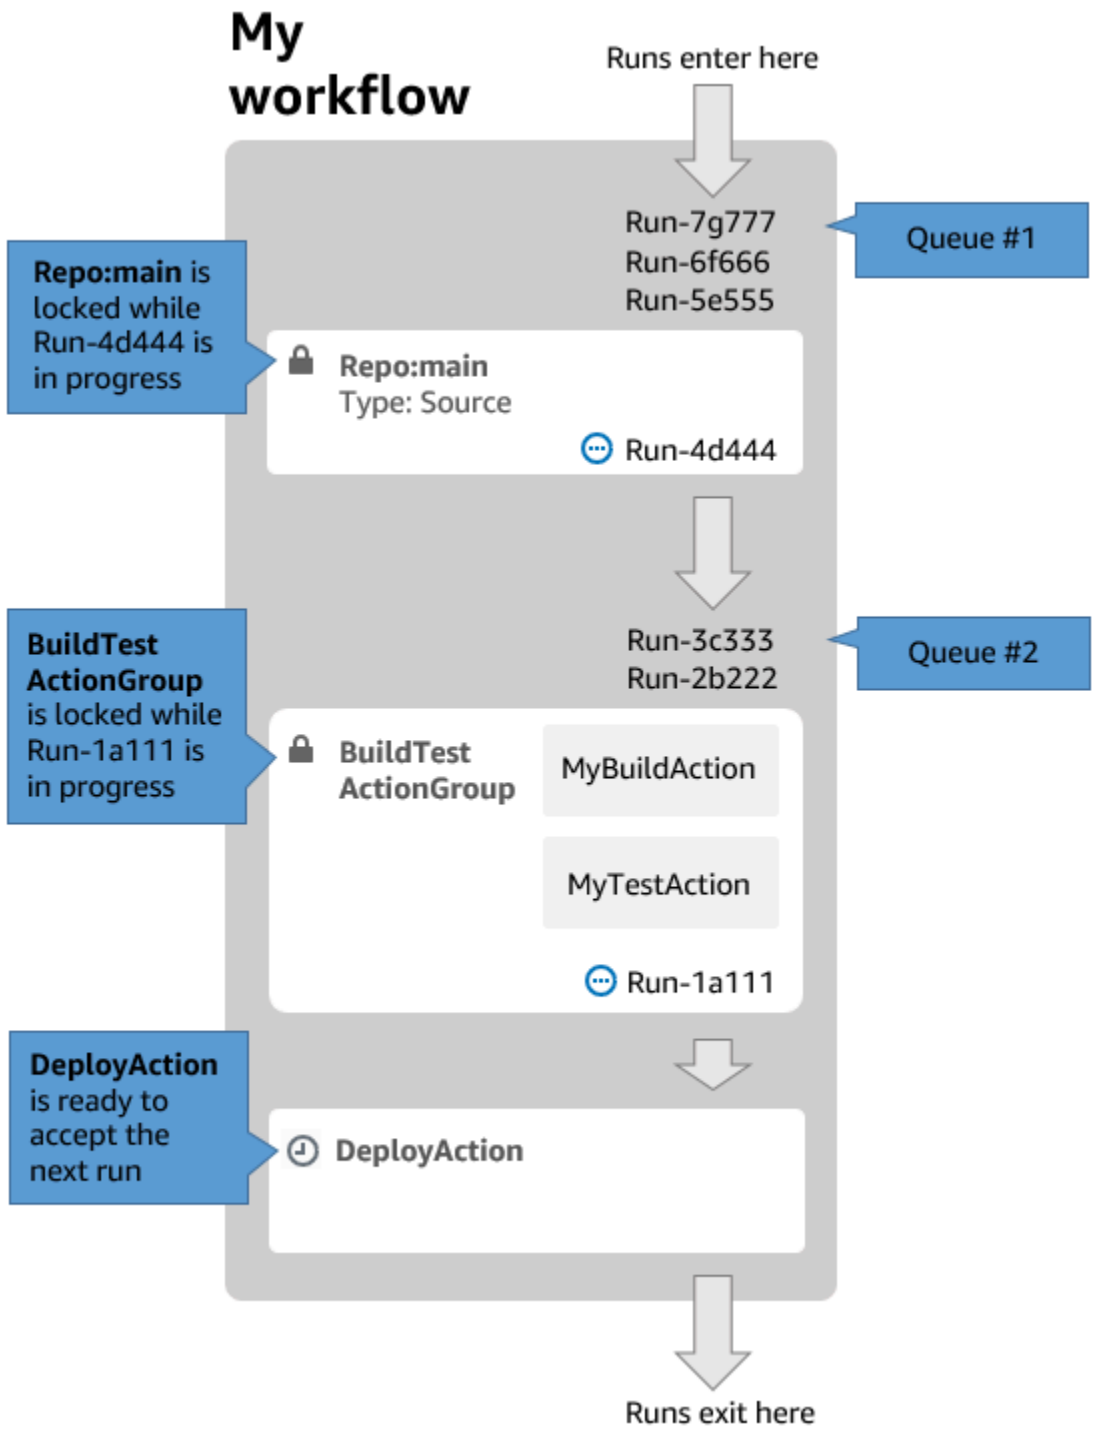 My
workflow
Runs enter here
Run-7g777
Run-6f666
Run-5e555
Queue #1
Repo:main is
locked while
Run-4d444 is
in progress
Repo:main
Type: Source
Run-4d444
Run-3c333
Run-2b222
Queue #2
BuildTest
ActionGroup
is locked while
Run-1a111 is
in progress
BuildTest
ActionGroup
MyBuildAction
MyTestAction
Run-1a111
DeployAction
is ready to
accept the
next run
DeployAction
Runs exit here